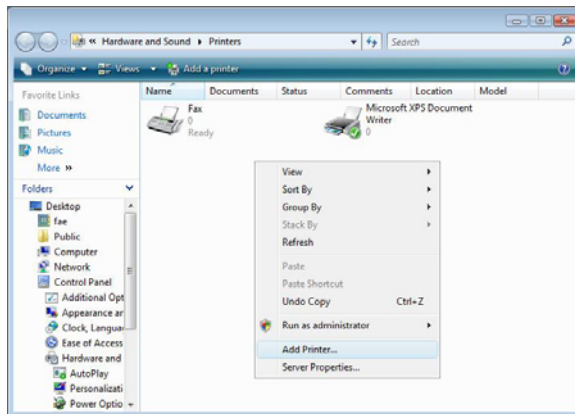 « Hardware and Sound ▸ Printers
Search
Organize Views Add a printer
Favorite Links
Documents
Pictures
Music
More »
Folders
Desktop
fae
Public
Computer
Network
Control Panel
Additional Opt
Appearance ar
Clock, Langua
Ease of Access
Hardware and
AutoPlay
Personalizati
Power Optio
Name Documents Status Comments Location Model
Fax
0
Ready
Microsoft XPS Document
Writer
0
View
Sort By
Group By
Stack By
Refresh
Paste
Paste Shortcut
Undo Copy Ctrl+Z
Run as administrator
Add Printer...
Server Properties...